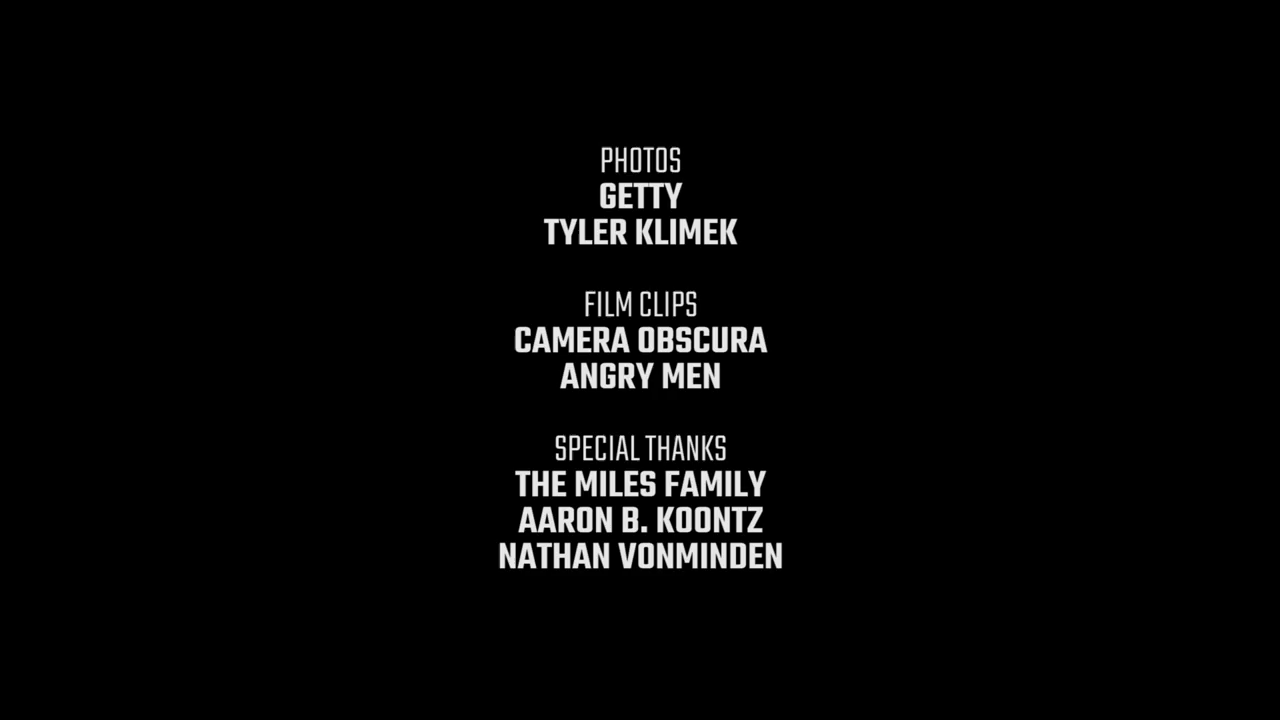 PHOTOS
GETTY
TYLER KLIMEK
FILM CLIPS
CAMERA OBSCURA
ANGRY MEN
SPECIAL THANKS
THE MILES FAMILY
AARON B. KOONTZ
NATHAN VONMINDEN